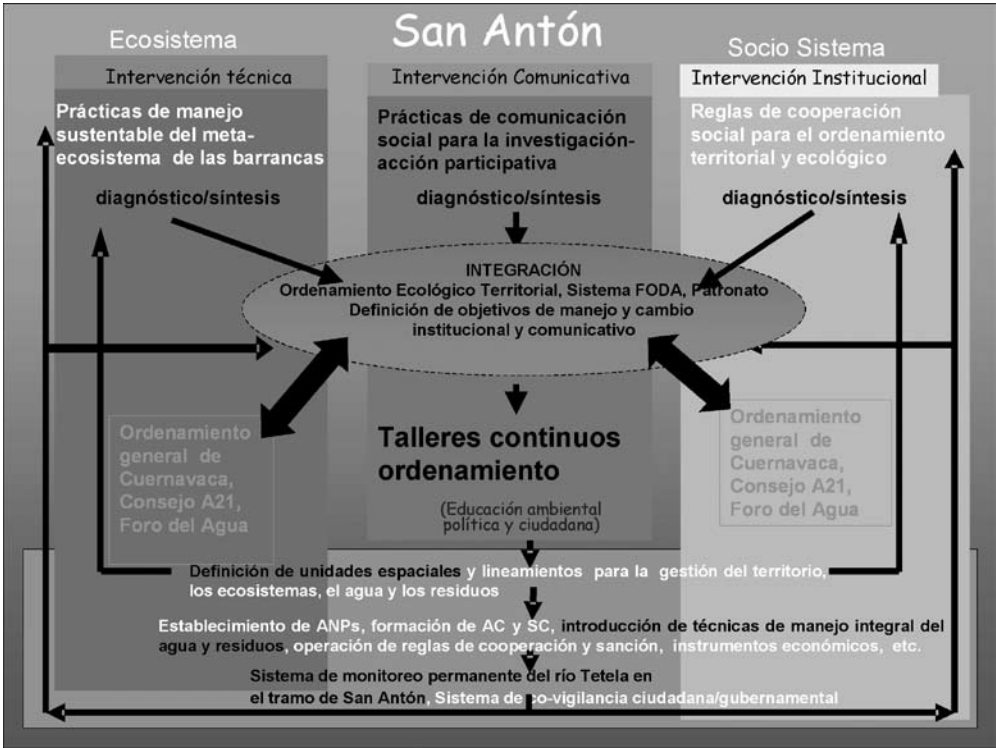 San Antón
Ecosistema
Socio Sistema
Intervención técnica
Intervención Comunicativa
Intervención Institucional
Prácticas de manejo
sustentable del meta-
ecosistema de las barrancas
diagnóstico/síntesis
Prácticas de comunicación
social para la investigación-
acción participativa
diagnóstico/síntesis
Reglas de cooperación
social para el ordenamiento
territorial y ecológico
diagnóstico/síntesis
INTEGRACIÓN
Ordenamiento Ecológico Territorial, Sistema FODA, Patronato
Definición de objetivos de manejo y cambio
institucional y comunicativo
Ordenamiento
general de
Cuernavaca,
Consejo A21,
Foro del Agua
Talleres continuos
ordenamiento
(Educación ambiental
política y ciudadana)
Ordenamiento
general de
Cuernavaca,
Consejo A21,
Foro del Agua
Definición de unidades espaciales y lineamientos para la gestión del territorio,
los ecosistemas, el agua y los residuos
Establecimiento de ANPs, formación de AC y SC, introducción de técnicas de manejo integral del
agua y residuos, operación de reglas de cooperación y sanción, instrumentos económicos, etc.
Sistema de monitoreo permanente del río Tetela en
el tramo de San Antón, Sistema de co-vigilancia ciudadana/gubernamental